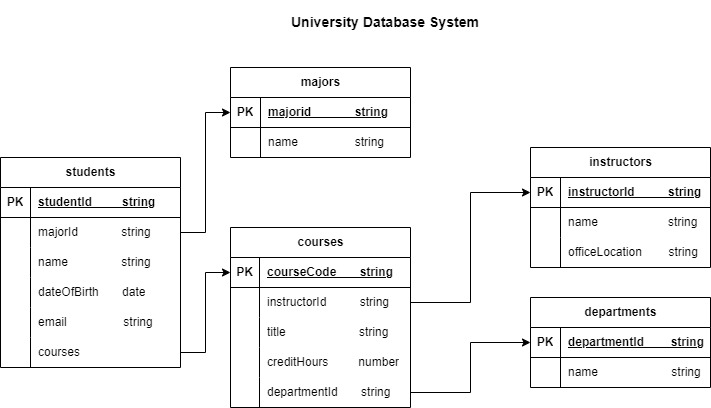 University Database System
majors
PK majorid string
name string
students
PK studentId string
majorId string
name string
dateOfBirth date
email string
courses
courses
PK courseCode string
instructorId string
title string
creditHours number
departmentId string
instructors
PK instructorId string
name string
officeLocation string
departments
PK departmentId string
name string